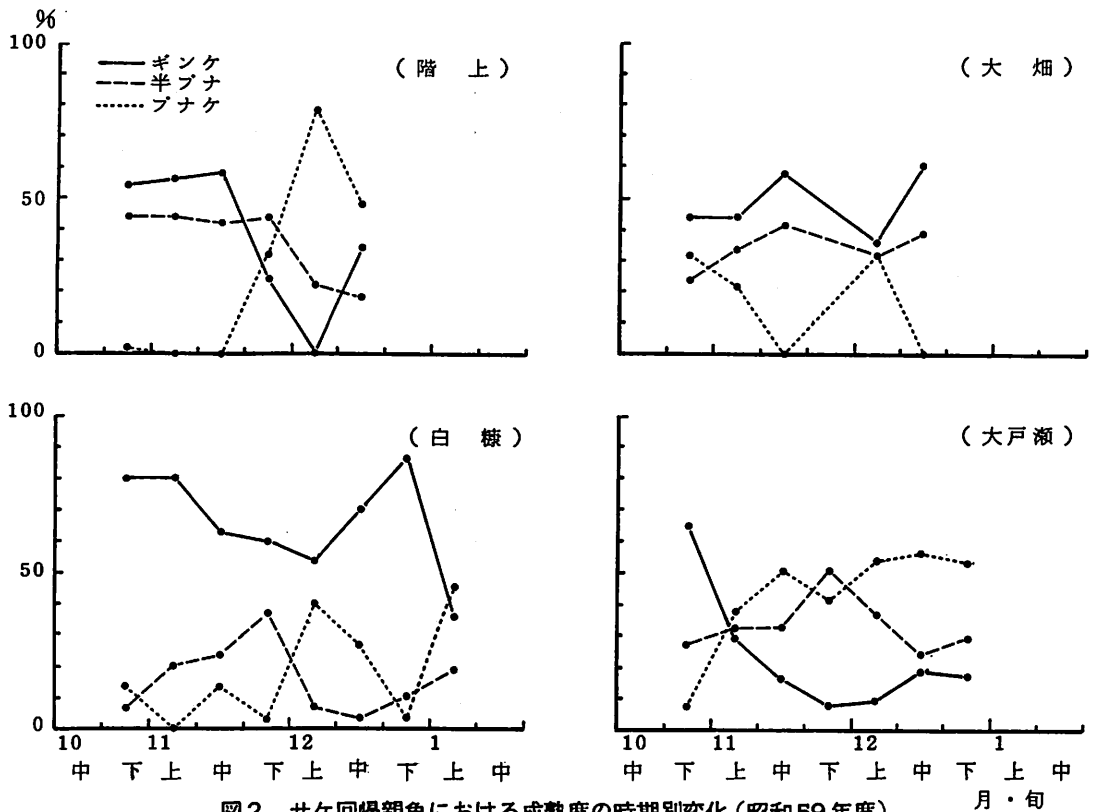 %
100
ギンケ
半ブナ
ブナケ
(階 上)
(大 畑)
50
0
100
(白 糠)
(大戸瀬)
50
0
10 11 12 1
中 下 上 中 下 上 中 下 上 中
10 11 12 1
中 下 上 中 下 上 中 下 上 中
月・旬
図2 サケ回帰親魚における成熟度の時期別変化(昭和59年度)